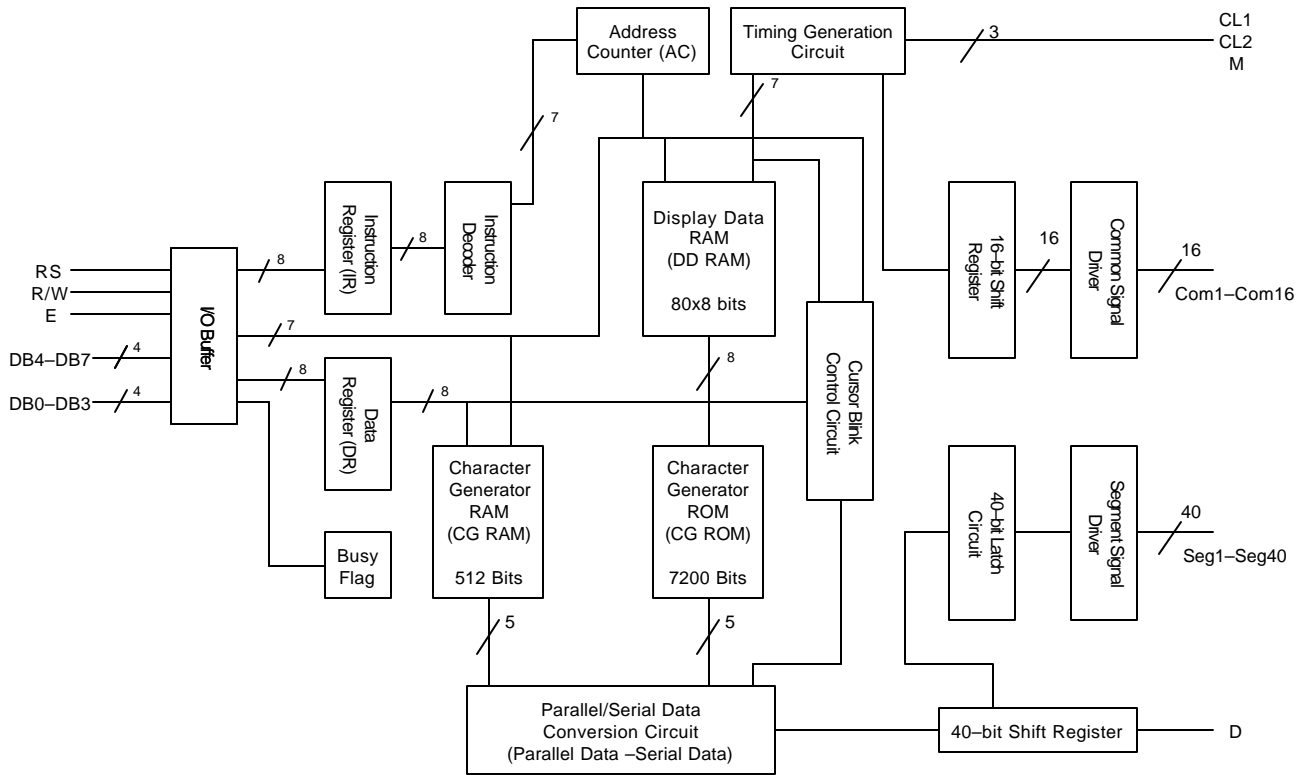 Address
Counter (AC)
Timing Generation
Circuit
3
CL1
CL2
M
7
7
Instruction
Register (IR)
8
Instruction
Decoder
Display Data
RAM
(DD RAM)
80x8 bits
16–bit Shift
Register
16
Common Signal
Driver
16
Com1–Com16
RS
R/W
E
DB4–DB7
4
DB0–DB3
4
I/O Buffer
8
7
8
Data
Register (DR)
8
8
Cursor Blink
Control Circuit
Busy
Flag
Character
Generator
RAM
(CG RAM)
512 Bits
Character
Generator
ROM
(CG ROM)
7200 Bits
40–bit Latch
Circuit
Segment Signal
Driver
40
Seg1–Seg40
5
5
Parallel/Serial Data
Conversion Circuit
(Parallel Data –Serial Data)
40–bit Shift Register
D